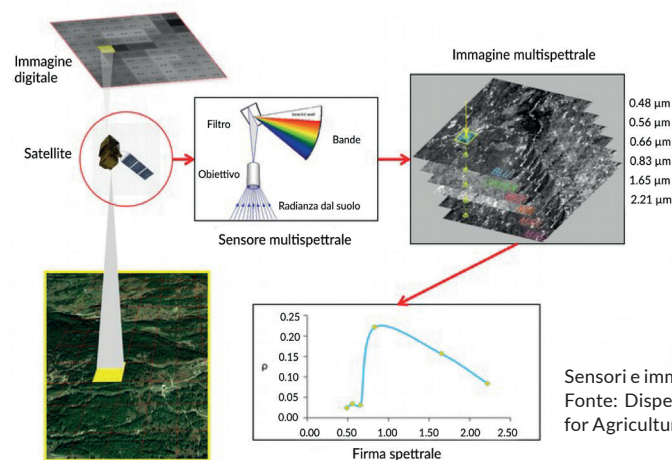 Immagine
digitale
Satellite
Filtro
Bande
Obiettivo
Radianza dal suolo
Sensore multispettrale
Immagine multispettrale
0.48 µm
0.56 µm
0.66 µm
0.83 µm
1.65 µm
2.21 µm
BLU
ρ
0.25
0.20
0.15
0.10
0.05
0.00
0.00 0.50 1.00 1.50 2.00 2.50
Firma spettrale
Sensori e imm
Fonte: Dispe
for Agricultur